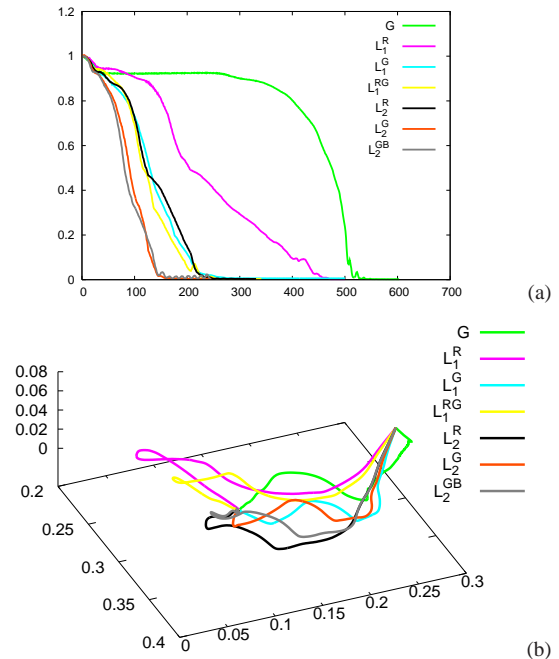 1.2
1
0.8
0.6
0.4
0.2
0
0 100 200 300 400 500 600 700
G
L₁ᴿ
L₁ᴳ
L₁ᴿᴳ
L₂ᴿ
L₂ᴳ
L₂ᴳᴮ
(a)
0.08
0.06
0.04
0.02
0
0.2
0.25
0.3
0.35
0.4
0 0.05 0.1 0.15 0.2 0.25 0.3
G
L₁ᴿ
L₁ᴳ
L₁ᴿᴳ
L₂ᴿ
L₂ᴳ
L₂ᴳᴮ
(b)